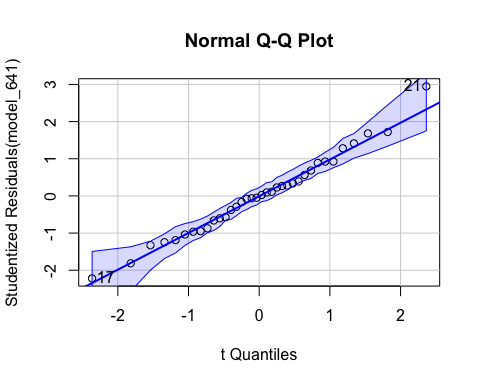 Normal Q-Q Plot
Studentized Residuals(model_641)
3
2
1
0
-1
-2
21
17
-2 -1 0 1 2
t Quantiles